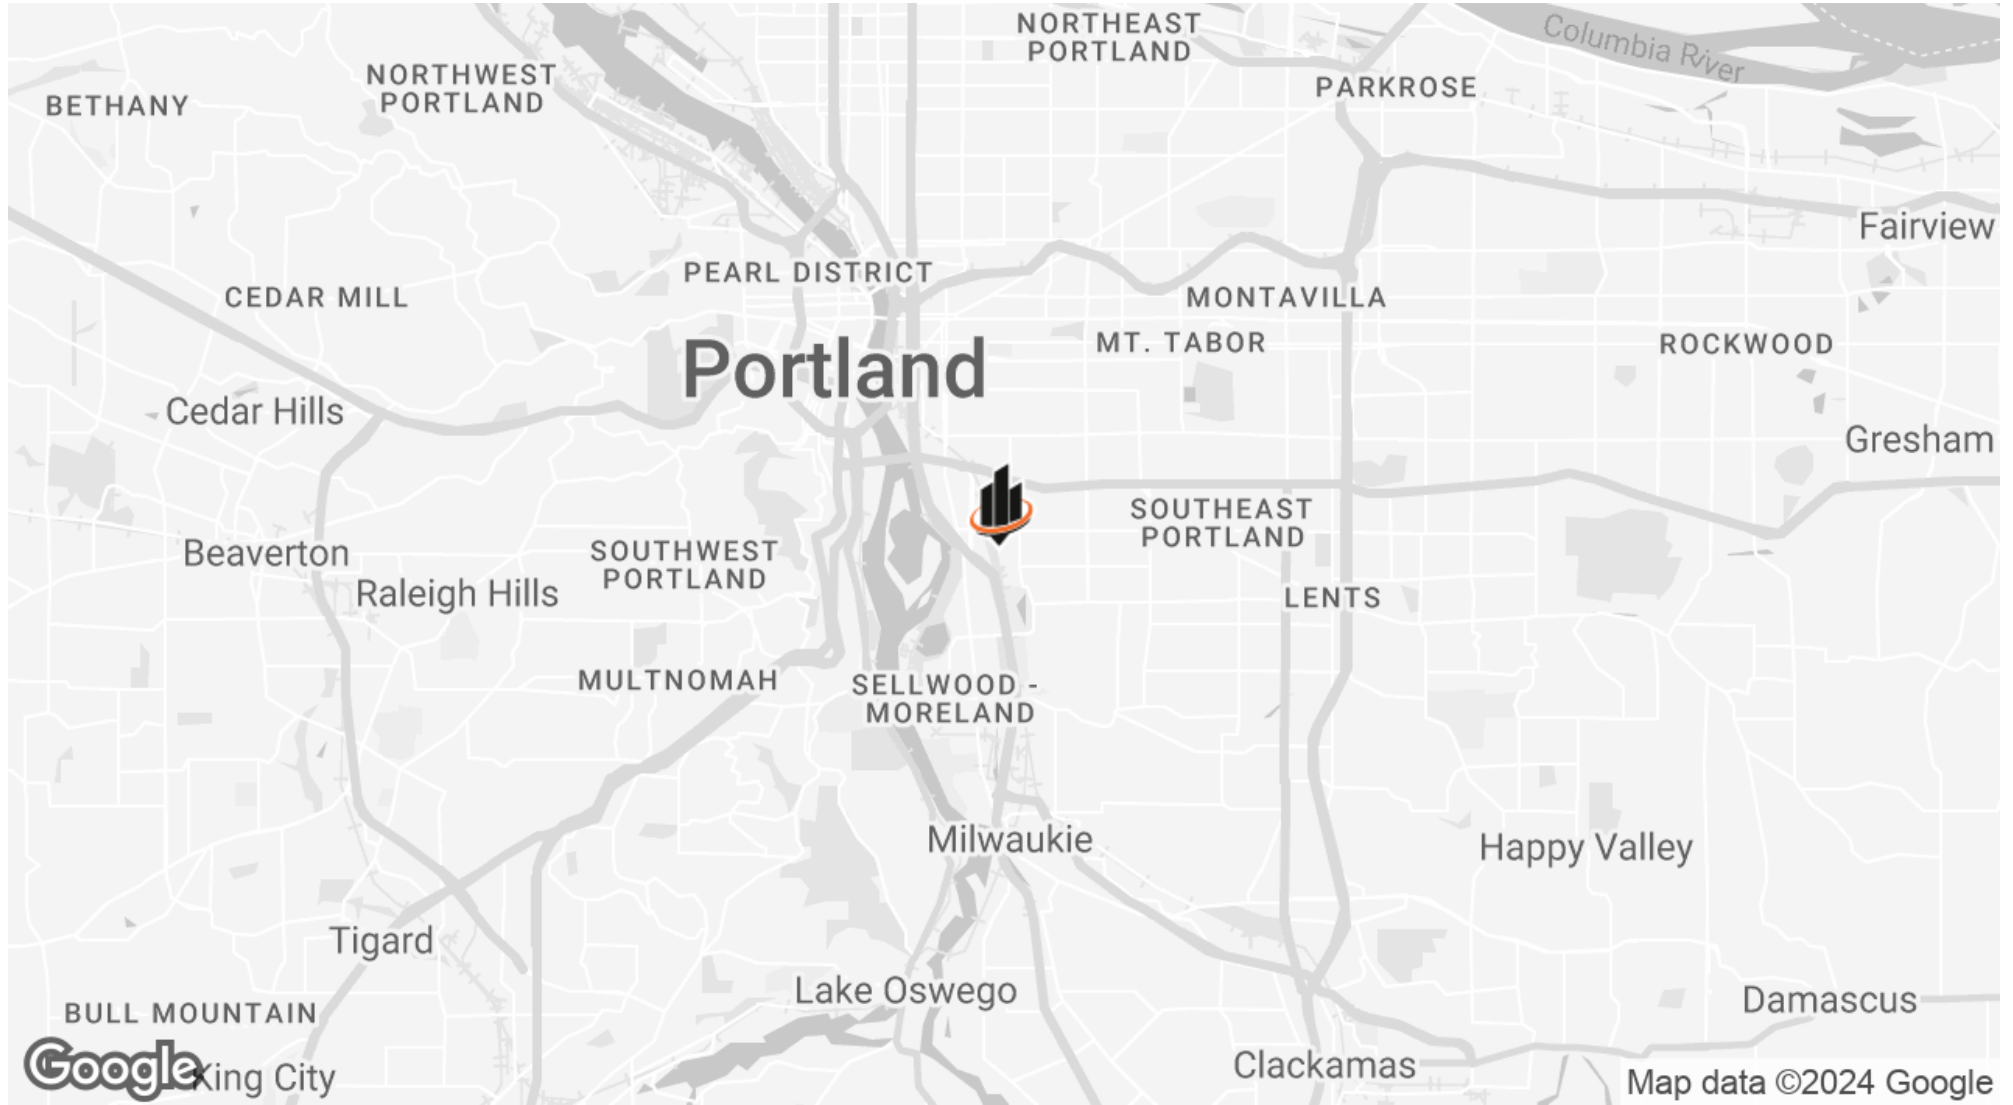 NORTHEAST
PORTLAND
Columbia River
NORTHWEST
PORTLAND
PARKROSE
BETHANY
Fairview
PEARL DISTRICT
CEDAR MILL
MONTAVILLA
MT. TABOR
ROCKWOOD
Portland
Cedar Hills
Gresham
SOUTHEAST
PORTLAND
Beaverton
SOUTHWEST
PORTLAND
Raleigh Hills
LENTS
MULTNOMAH
SELLWOOD -
MORELAND
Milwaukie
Happy Valley
Tigard
Lake Oswego
Damascus
BULL MOUNTAIN
Google
King City
Clackamas
Map data ©2024 Google